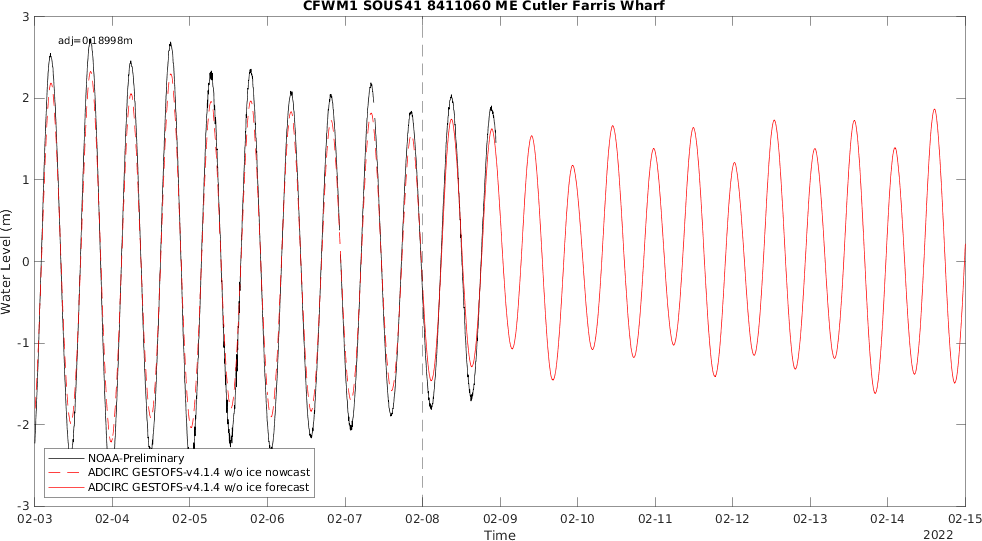 CFWM1 SOUS41 8411060 ME Cutler Farris Wharf
adj=0.18998m
3
2
1
0
-1
-2
-3
Water Level (m)
NOAA-Preliminary
ADCIRC GESTOFS-v4.1.4 w/o ice nowcast
ADCIRC GESTOFS-v4.1.4 w/o ice forecast
02-03 02-04 02-05 02-06 02-07 02-08 02-09 02-10 02-11 02-12 02-13 02-14 02-15
Time
2022